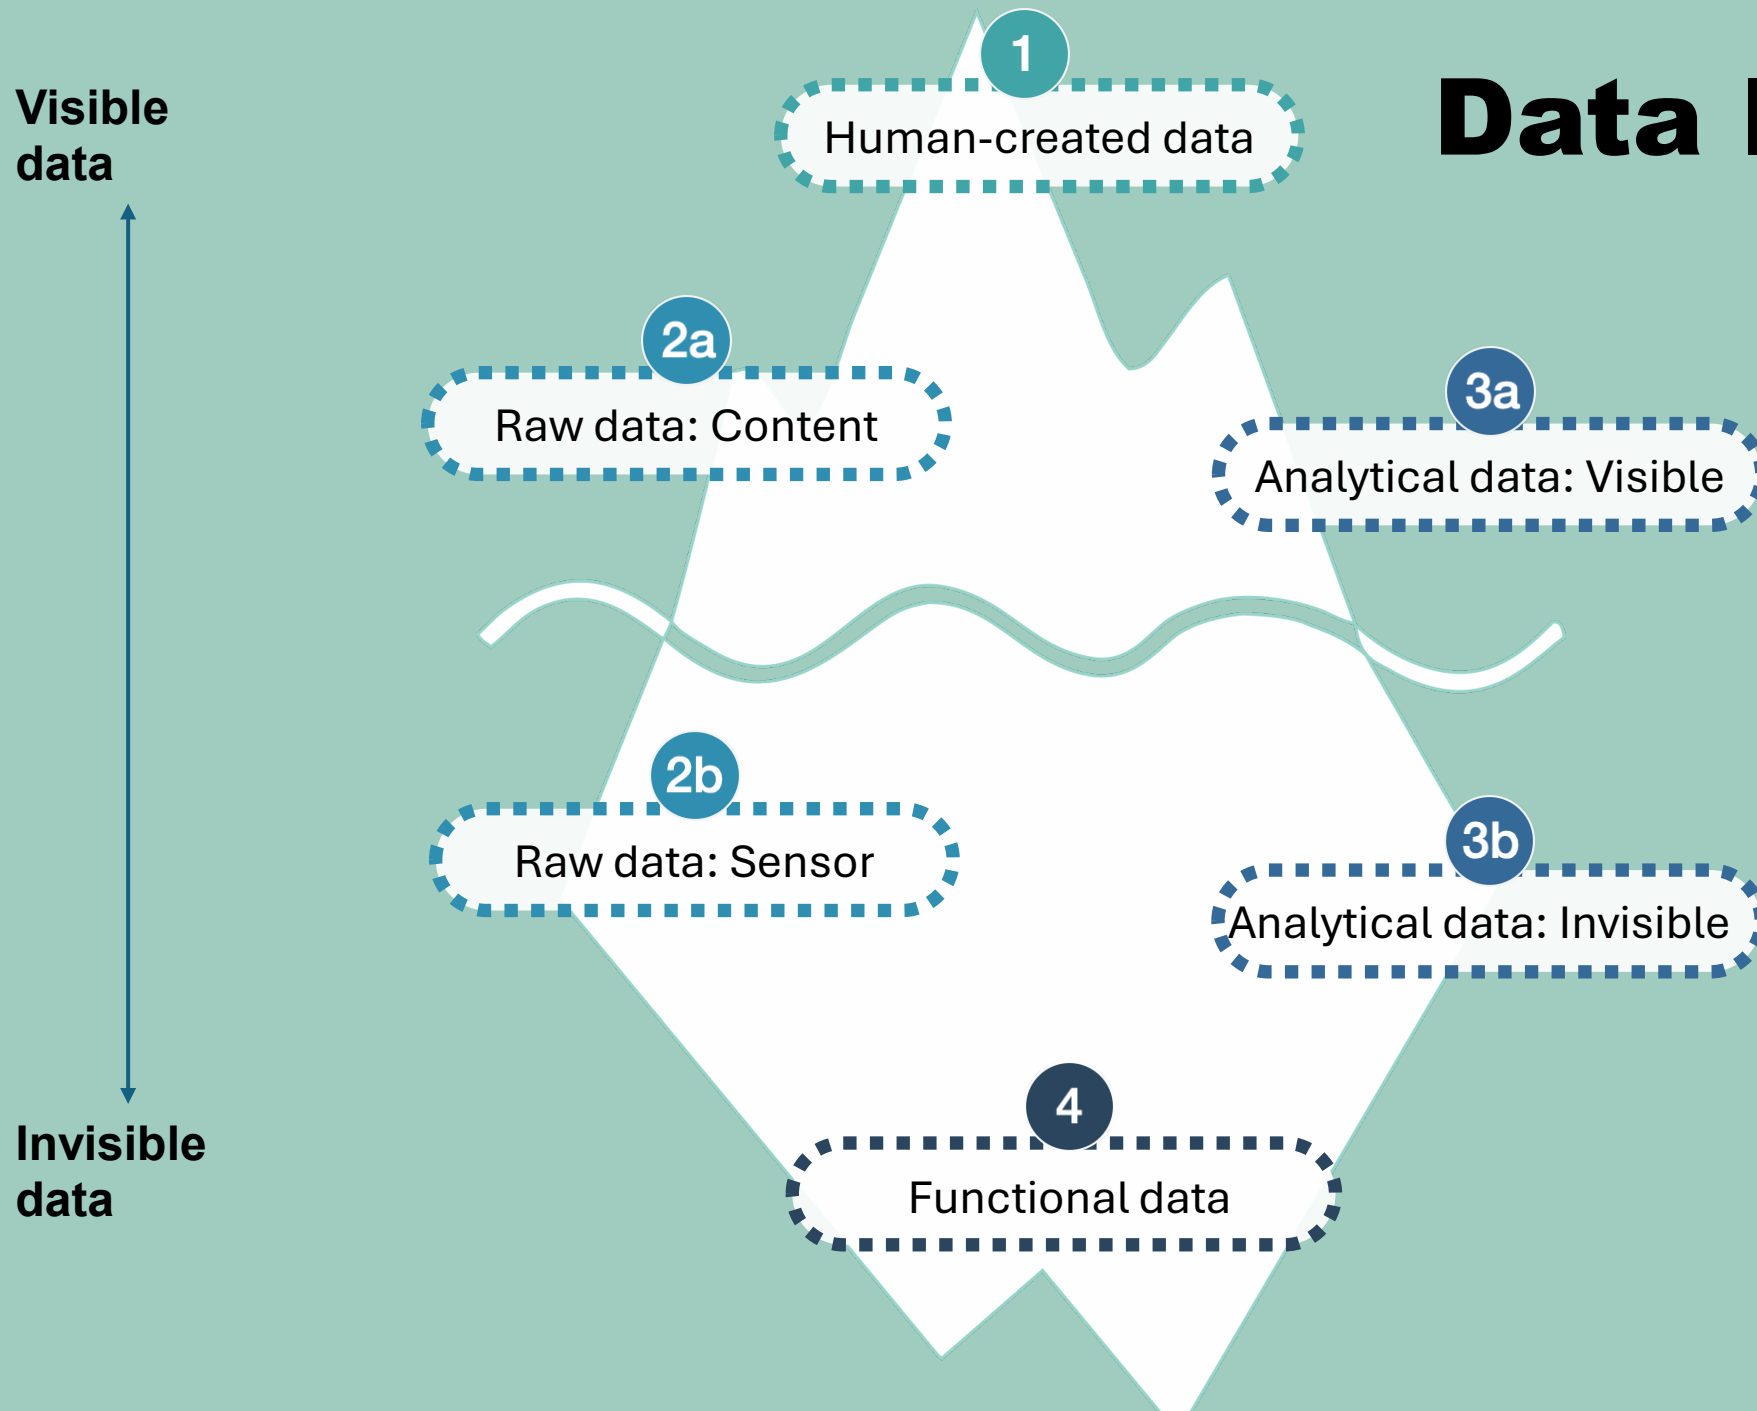 Data
Visible
data
1
Human-created data
2a
Raw data: Content
3a
Analytical data: Visible
2b
Raw data: Sensor
3b
Analytical data: Invisible
4
Functional data
Invisible
data